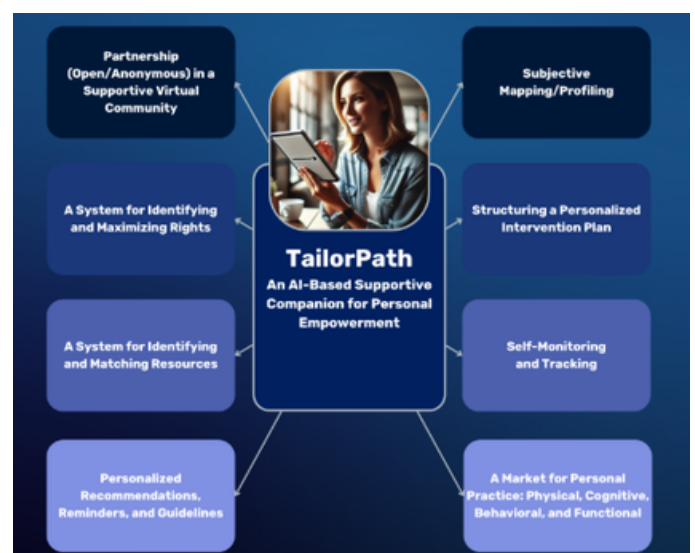 Partnership
(Open/Anonymous) in a
Supportive Virtual
Community
Subjective
Mapping/Profiling
A System for Identifying
and Maximizing Rights
TailorPath
An AI-Based Supportive
Companion for Personal
Empowerment
Structuring a Personalized
Intervention Plan
A System for Identifying
and Matching Resources
Self-Monitoring
and Tracking
Personalized
Recommendations,
Reminders, and Guidelines
A Market for Personal
Practice: Physical, Cognitive,
Behavioral, and Functional